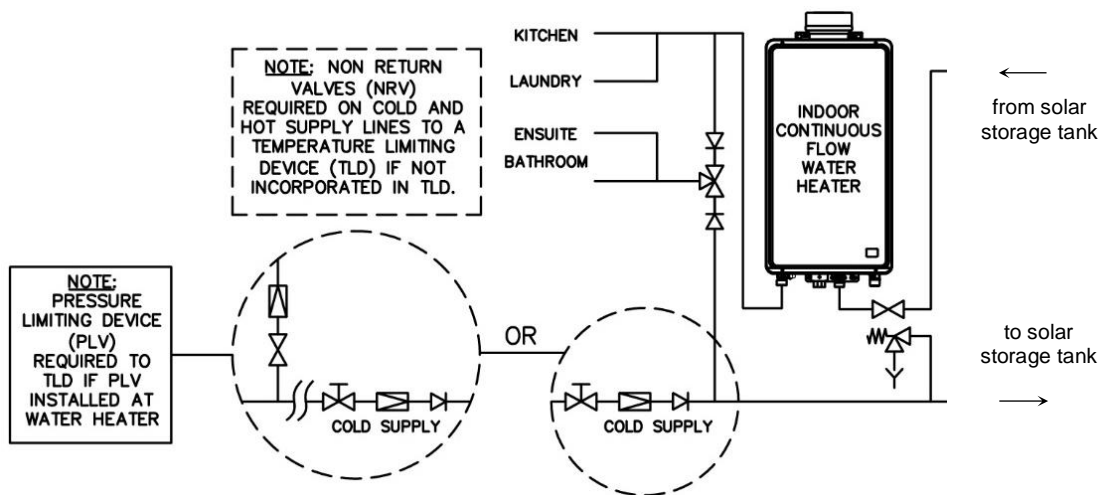 NOTE: NON RETURN
VALVES (NRV)
REQUIRED ON COLD AND
HOT SUPPLY LINES TO A
TEMPERATURE LIMITING
DEVICE (TLD) IF NOT
INCORPORATED IN TLD.
KITCHEN
LAUNDRY
ENSUITE
BATHROOM
INDOOR
CONTINUOUS
FLOW
WATER
HEATER
from solar
storage tank
NOTE:
PRESSURE
LIMITING DEVICE
(PLV)
REQUIRED TO
TLD IF PLV
INSTALLED AT
WATER HEATER
COLD SUPPLY
OR
COLD SUPPLY
to solar
storage tank